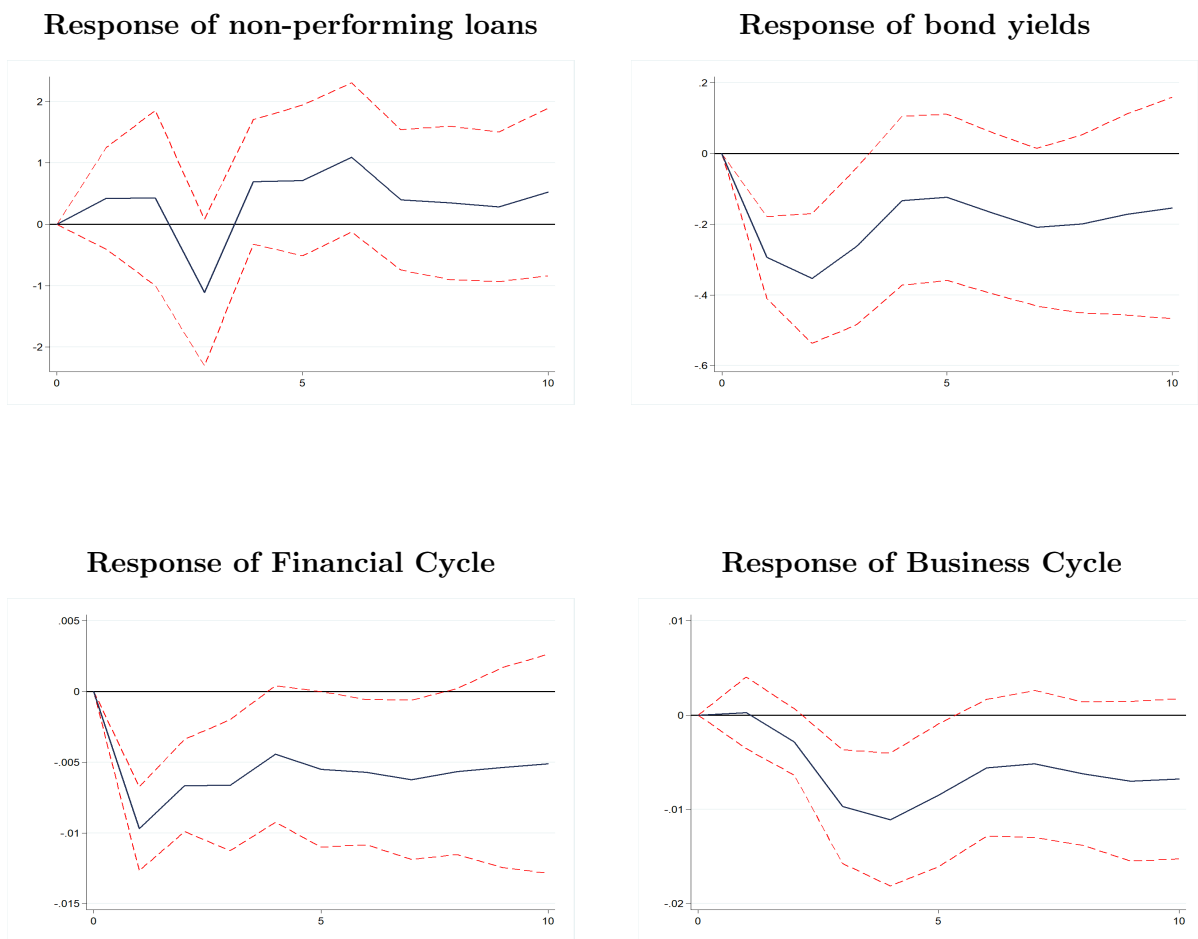 Response of non-performing loans
2
1
0
-1
-2
0 5 10
Response of bond yields
.2
0
-.2
-.4
-.6
0 5 10
Response of Financial Cycle
.005
0
-.005
-.01
-.015
0 5 10
Response of Business Cycle
.01
0
-.01
-.02
0 5 10